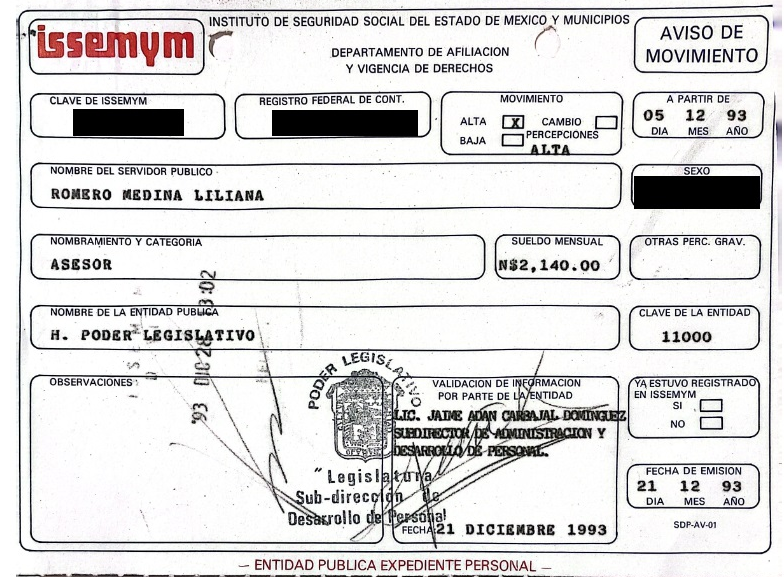 issemym
INSTITUTO DE SEGURIDAD SOCIAL DEL ESTADO DE MEXICO Y MUNICIPIOS
DEPARTAMENTO DE AFILIACION
Y VIGENCIA DE DERECHOS
AVISO DE
MOVIMIENTO
CLAVE DE ISSEMYM
REGISTRO FEDERAL DE CONT.
MOVIMIENTO
ALTA X CAMBIO
BAJA PERCEPCIONES
ALTA
A PARTIR DE
05 12 93
DIA MES AÑO
NOMBRE DEL SERVIDOR PUBLICO
ROMERO MEDINA LILIANA
SEXO
NOMBRAMIENTO Y CATEGORIA
ASESOR
SUELDO MENSUAL
N$2,140.00
OTRAS PERC. GRAV.
NOMBRE DE LA ENTIDAD PUBLICA
H. PODER LEGISLATIVO
CLAVE DE LA ENTIDAD
11000
'93 DIC 28 3:02
OBSERVACIONES:
PODER LEGISLATIVO
"Legislatura
Sub-dirección de
Desarrollo de Personal
VALIDACION DE INFORMACION
POR PARTE DE LA ENTIDAD
LIC. JAIME ADAN CARBAJAL DOMINGUEZ
SUBDIRECTOR DE ADMINISTRACION Y
DESARROLLO DE PERSONAL.
FECHA: 21 DICIEMBRE 1993
YA ESTUVO REGISTRADO
EN ISSEMYM
SI
NO
FECHA DE EMISION
21 12 93
DIA MES AÑO
SDP-AV-01
— ENTIDAD PUBLICA EXPEDIENTE PERSONAL —